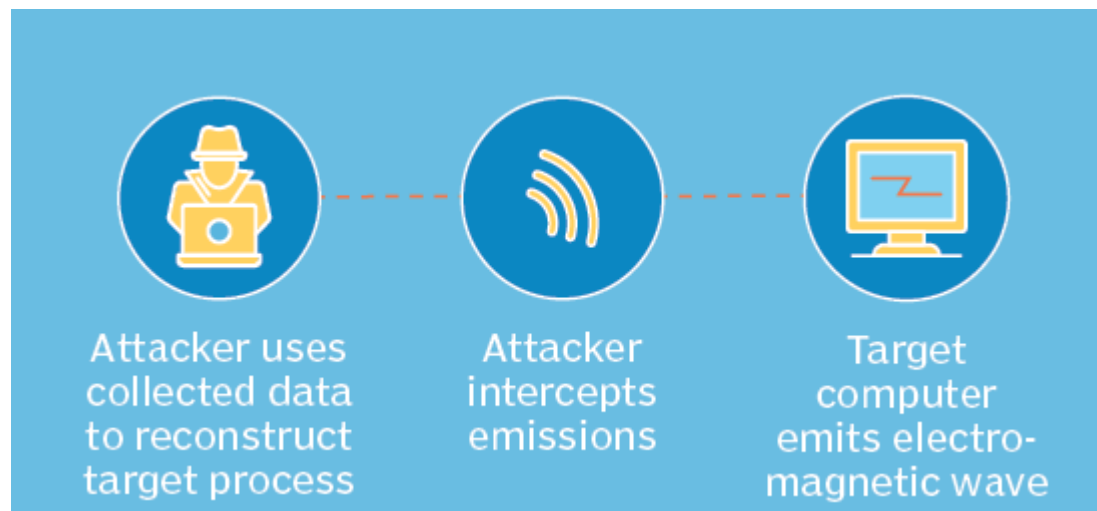 Attacker uses
collected data
to reconstruct
target process
Attacker
intercepts
emissions
Target
computer
emits electro-
magnetic wave